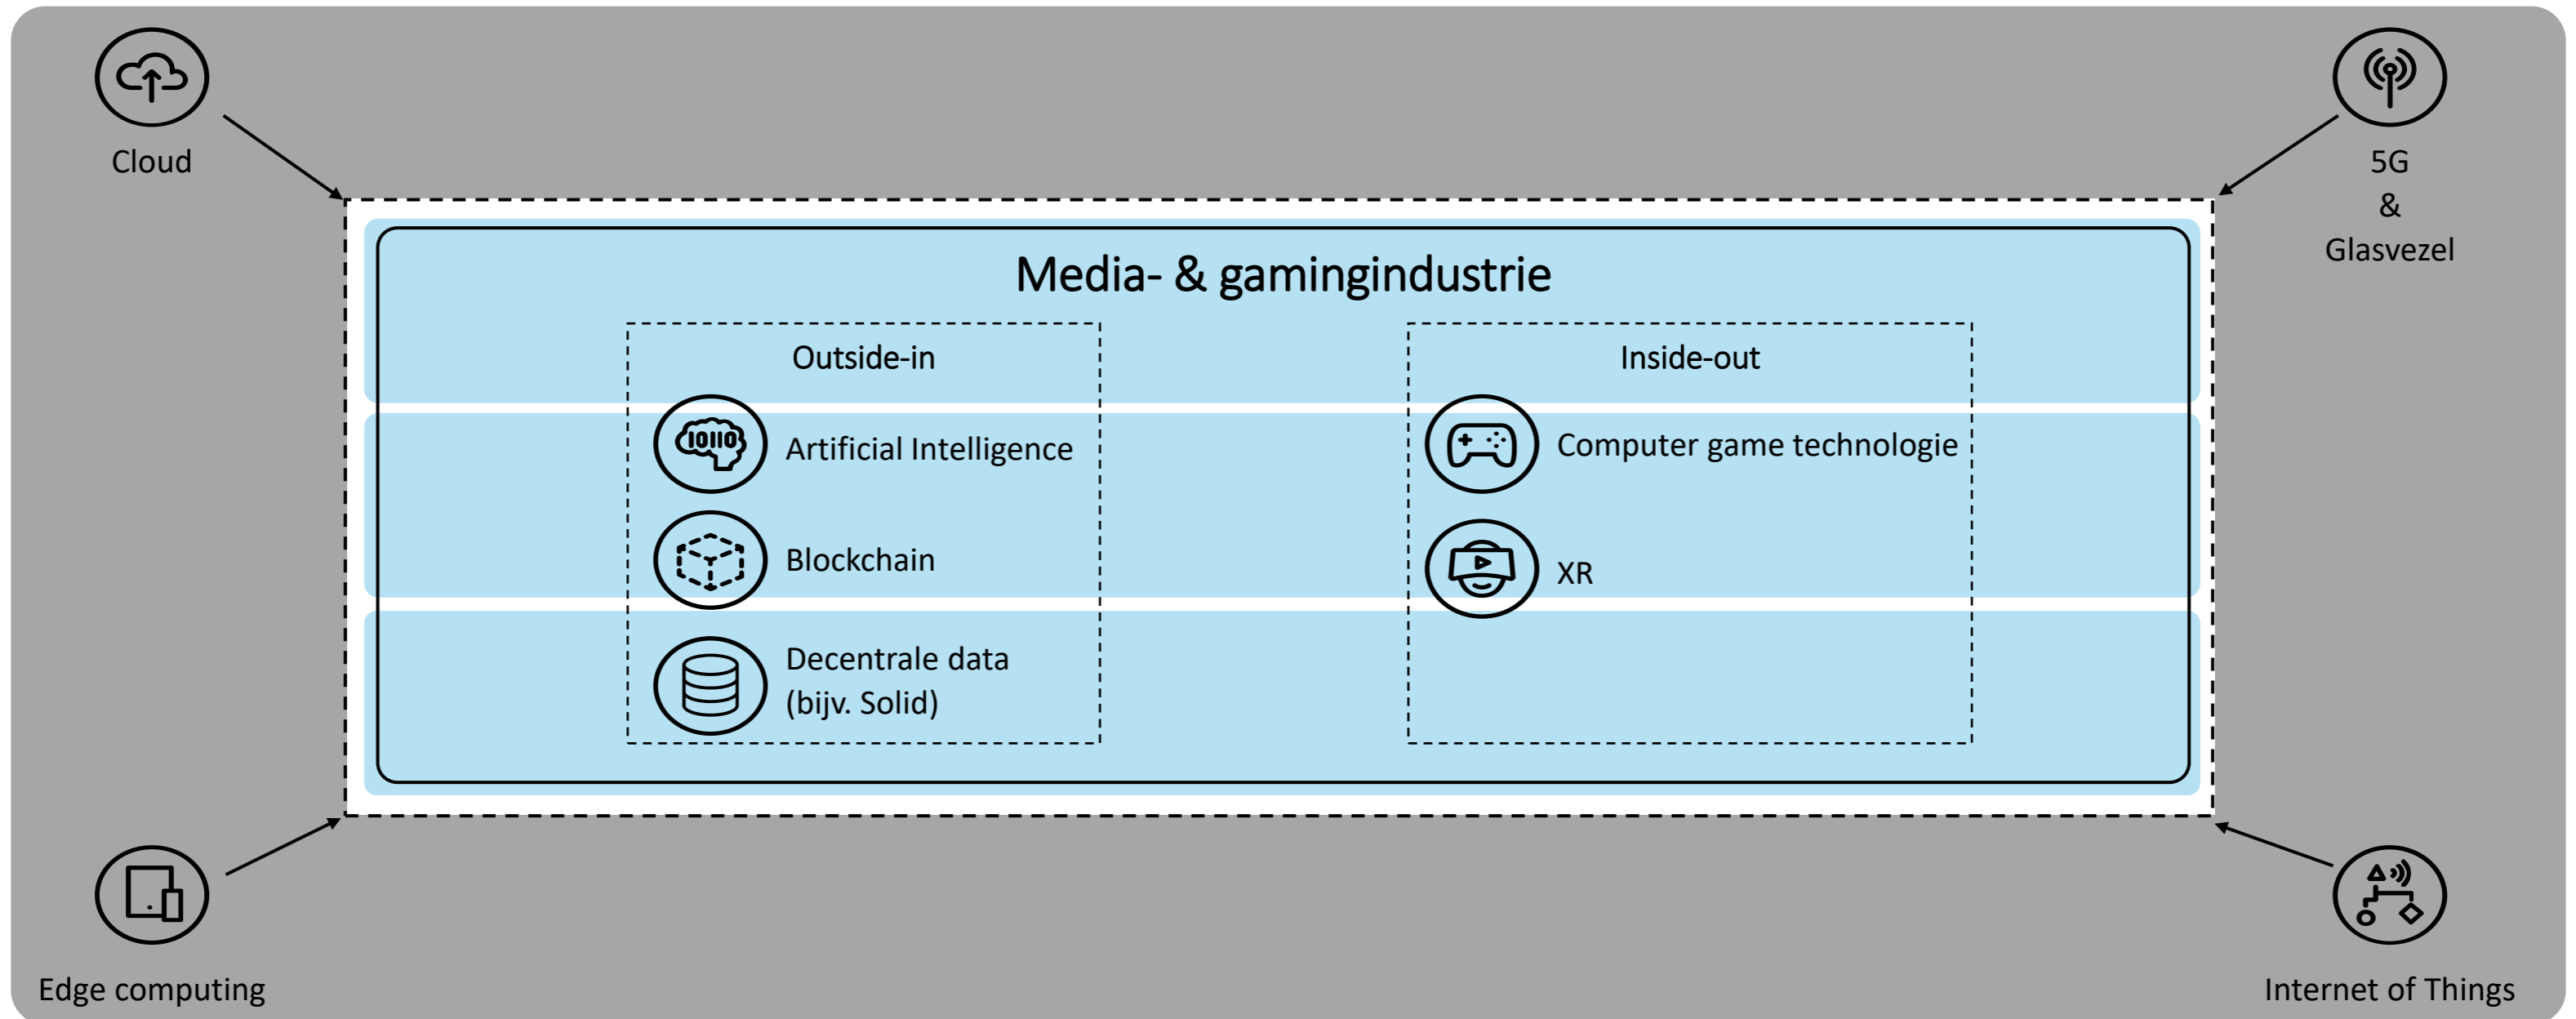 Cloud
5G
&
Glasvezel
Media- & gamingindustrie
Outside-in
Inside-out
10110
Artificial Intelligence
Computer game technologie
Blockchain
XR
Decentrale data
(bijv. Solid)
Edge computing
Internet of Things